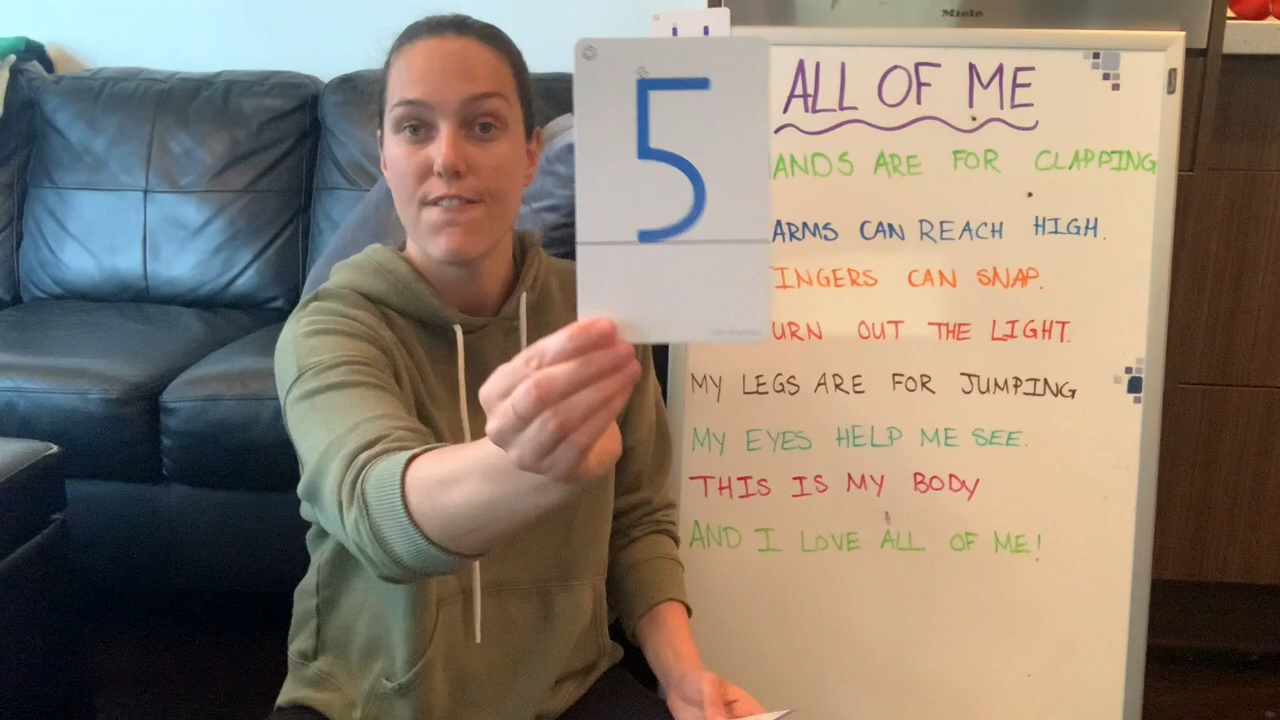 Miele
5
ALL OF ME
ANDS ARE FOR CLAPPING
ARMS CAN REACH HIGH.
INGERS CAN SNAP.
URN OUT THE LIGHT.
MY LEGS ARE FOR JUMPING
MY EYES HELP ME SEE.
THIS IS MY BODY
AND I LOVE ALL OF ME!